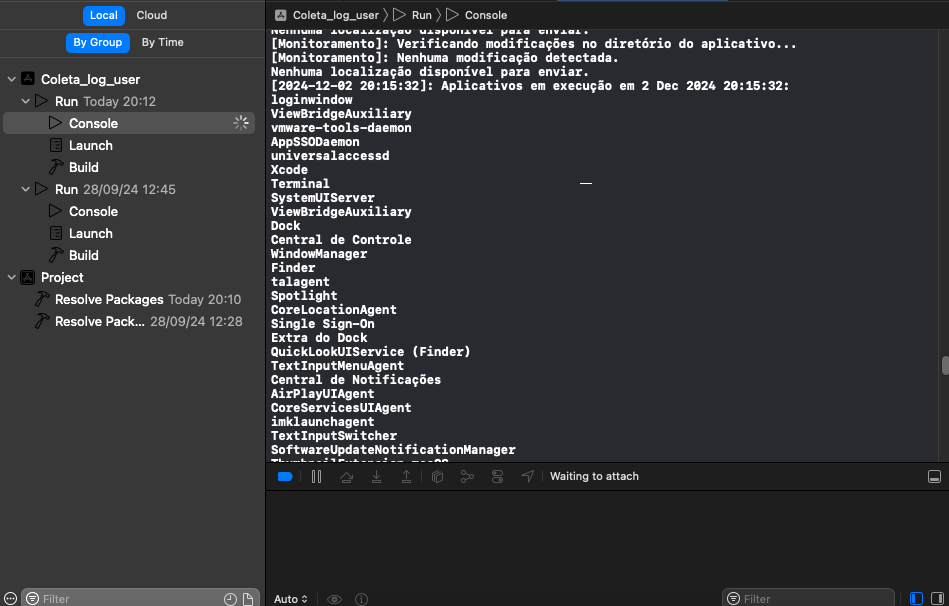 Local Cloud
By Group By Time
Coleta_log_user
Run Today 20:12
Console
Launch
Build
Run 28/09/24 12:45
Console
Launch
Build
Project
Resolve Packages Today 20:10
Resolve Pack... 28/09/24 12:28
Filter
Coleta_log_user Run Console
Nenhuma localização disponível para enviar.
[Monitoramento]: Verificando modificações no diretório do aplicativo...
[Monitoramento]: Nenhuma modificação detectada.
Nenhuma localização disponível para enviar.
[2024-12-02 20:15:32]: Aplicativos em execução em 2 Dec 2024 20:15:32:
loginwindow
ViewBridgeAuxiliary
vmware-tools-daemon
AppSSODaemon
universalaccessd
Xcode
Terminal
SystemUIServer
ViewBridgeAuxiliary
Dock
Central de Controle
WindowManager
Finder
talagent
Spotlight
CoreLocationAgent
Single Sign-On
Extra do Dock
QuickLookUIService (Finder)
TextInputMenuAgent
Central de Notificações
AirPlayUIAgent
CoreServicesUIAgent
imklaunchagent
TextInputSwitcher
SoftwareUpdateNotificationManager
ThumbnailExtension_macOS
Waiting to attach
Auto
Filter